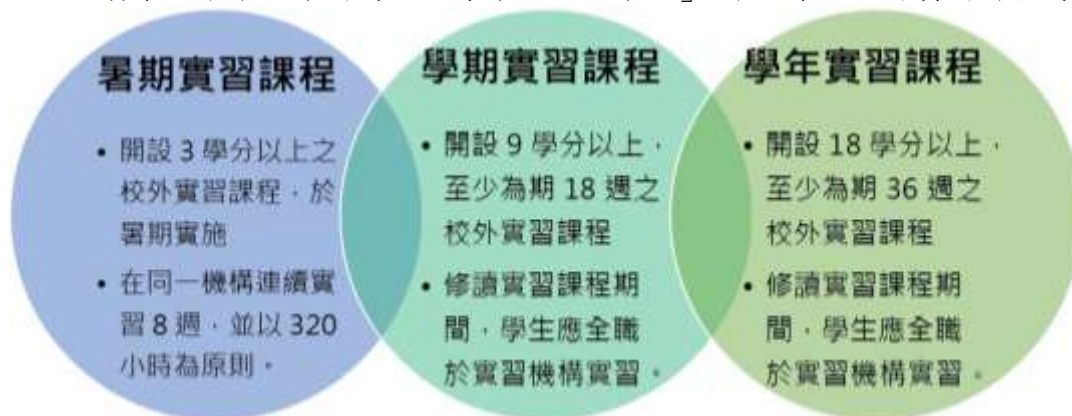 暑期實習課程
• 開設 3 學分以上之
校外實習課程,於
暑期實施
• 在同一機構連續實
習 8 週,並以 320
小時為原則。
學期實習課程
• 開設 9 學分以上,
至少為期 18 週之
校外實習課程
• 修讀實習課程期
間,學生應全職
於實習機構實習。
學年實習課程
• 開設 18 學分以上,
至少為期 36 週之
校外實習課程
• 修讀實習課程期
間,學生應全職
於實習機構實習。